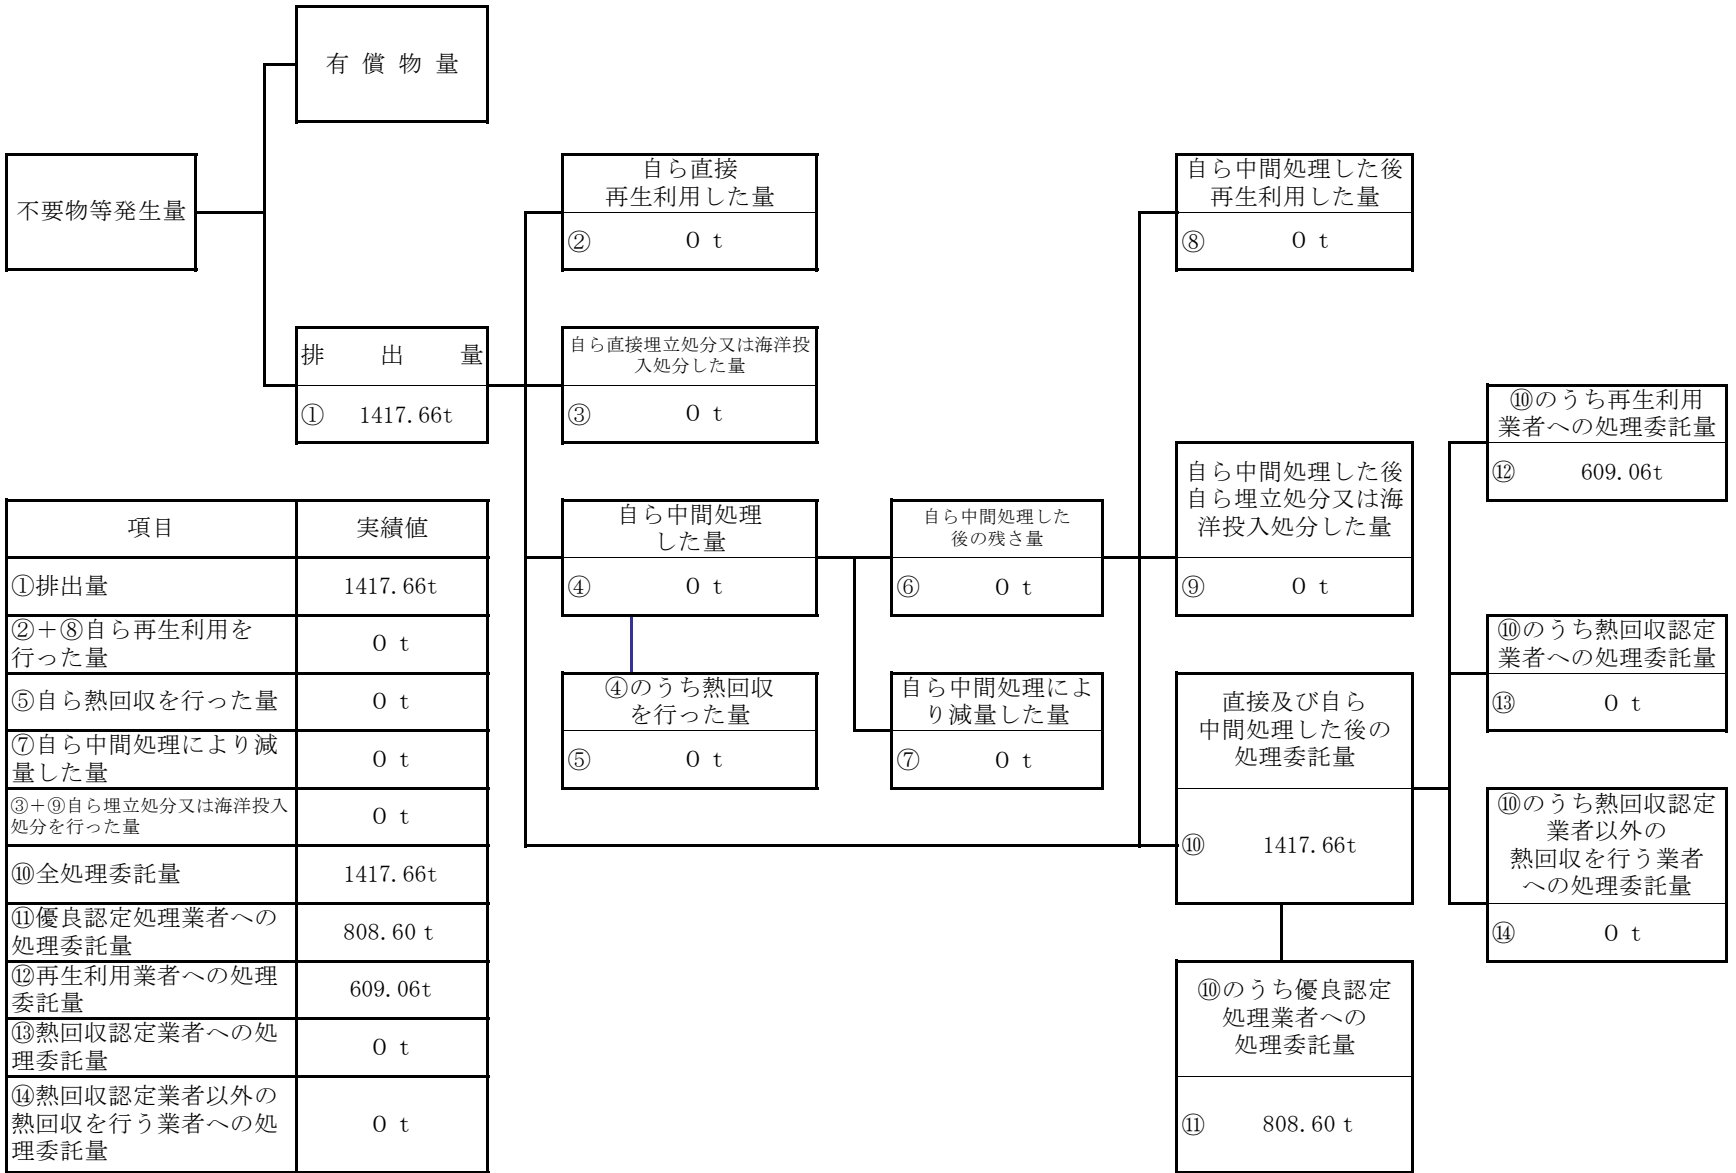 有償物量
不要物等発生量
自ら直接
再生利用した量
② 0 t
自ら中間処理した後
再生利用した量
⑧ 0 t
排出量
① 1417.66t
自ら直接埋立処分又は海洋投
入処分した量
③ 0 t
⑩のうち再生利用
業者への処理委託量
⑫ 609.06t
自ら中間処理した後
自ら埋立処分又は海
洋投入処分した量
⑨ 0 t
自ら中間処理
した量
④ 0 t
自ら中間処理した
後の残さ量
⑥ 0 t
⑩のうち熱回収認定
業者への処理委託量
⑬ 0 t
④のうち熱回収
を行った量
⑤ 0 t
自ら中間処理によ
り減量した量
⑦ 0 t
直接及び自ら
中間処理した後の
処理委託量
⑩ 1417.66t
⑩のうち熱回収認定
業者以外の
熱回収を行う業者
への処理委託量
⑭ 0 t
⑩のうち優良認定
処理業者への
処理委託量
⑪ 808.60 t
項目 実績値
①排出量 1417.66t
②+⑧自ら再生利用を
行った量 0 t
⑤自ら熱回収を行った量 0 t
⑦自ら中間処理により減
量した量 0 t
③+⑨自ら埋立処分又は海洋投入
処分を行った量 0 t
⑩全処理委託量 1417.66t
⑪優良認定処理業者への
処理委託量 808.60 t
⑫再生利用業者への処理
委託量 609.06t
⑬熱回収認定業者への処
理委託量 0 t
⑭熱回収認定業者以外の
熱回収を行う業者への処
理委託量 0 t